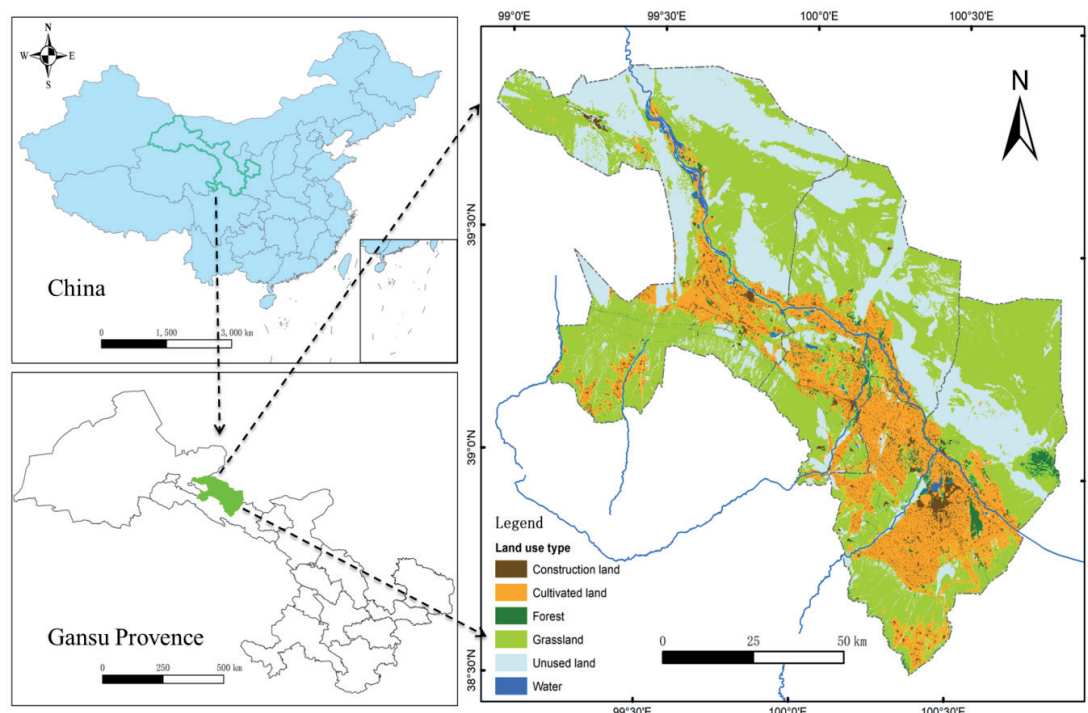 N
W E
S
China
0 1,500 3,000 km
Gansu Provence
0 250 500 km
99°0'E 99°30'E 100°0'E 100°30'E
N
39°30'N
39°0'N
38°30'N
Legend
Land use type
Construction land
Cultivated land
Forest
Grassland
Unused land
Water
0 25 50 km
99°30'E 100°0'E 100°30'E